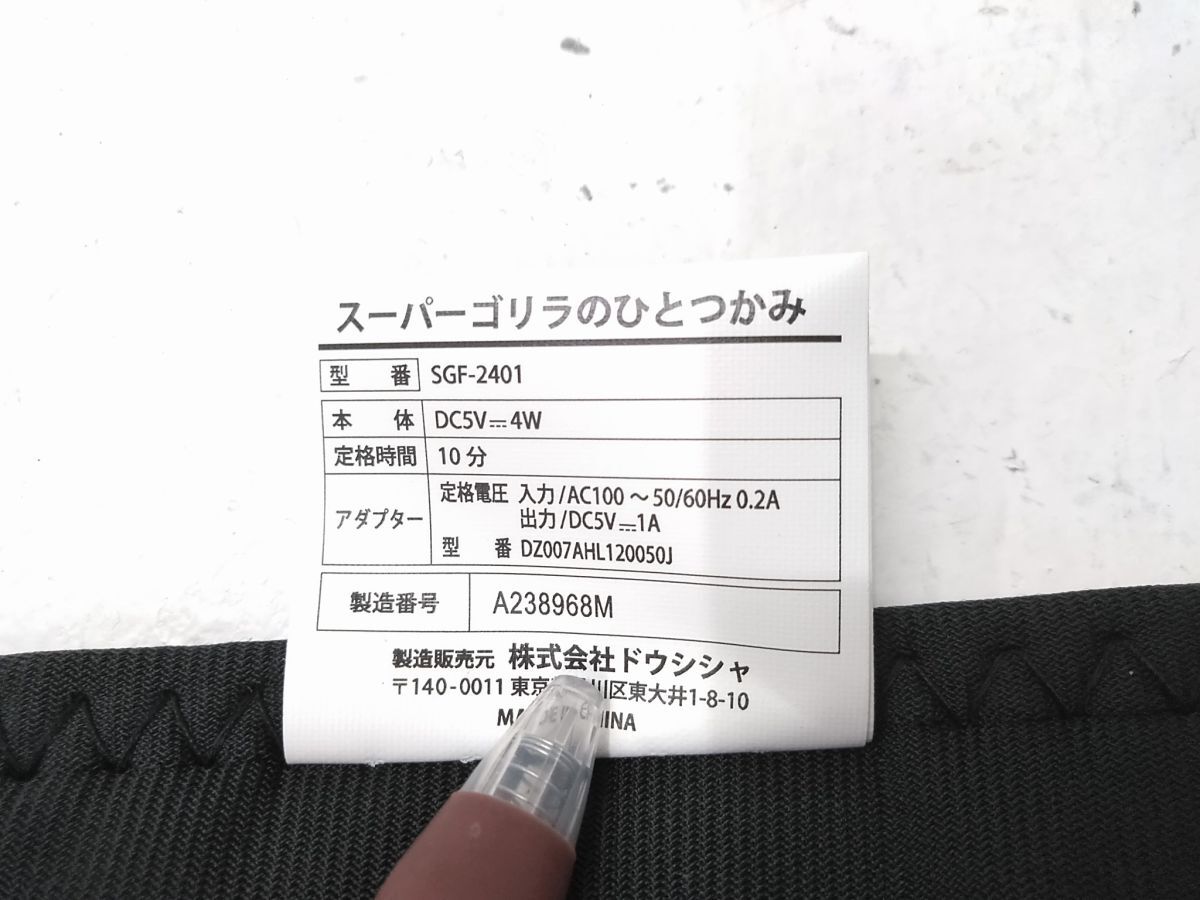 スーパーゴリラのひとつかみ
型 番 SGF-2401
本 体 DC5V⎓4W
定格時間 10分
アダプター 定格電圧 入力/AC100～50/60Hz 0.2A
出力/DC5V⎓1A
型 番 DZ007AHL120050J
製造番号 A238968M
製造販売元 株式会社ドウシシャ
〒140-0011 東京 川区東大井1-8-10